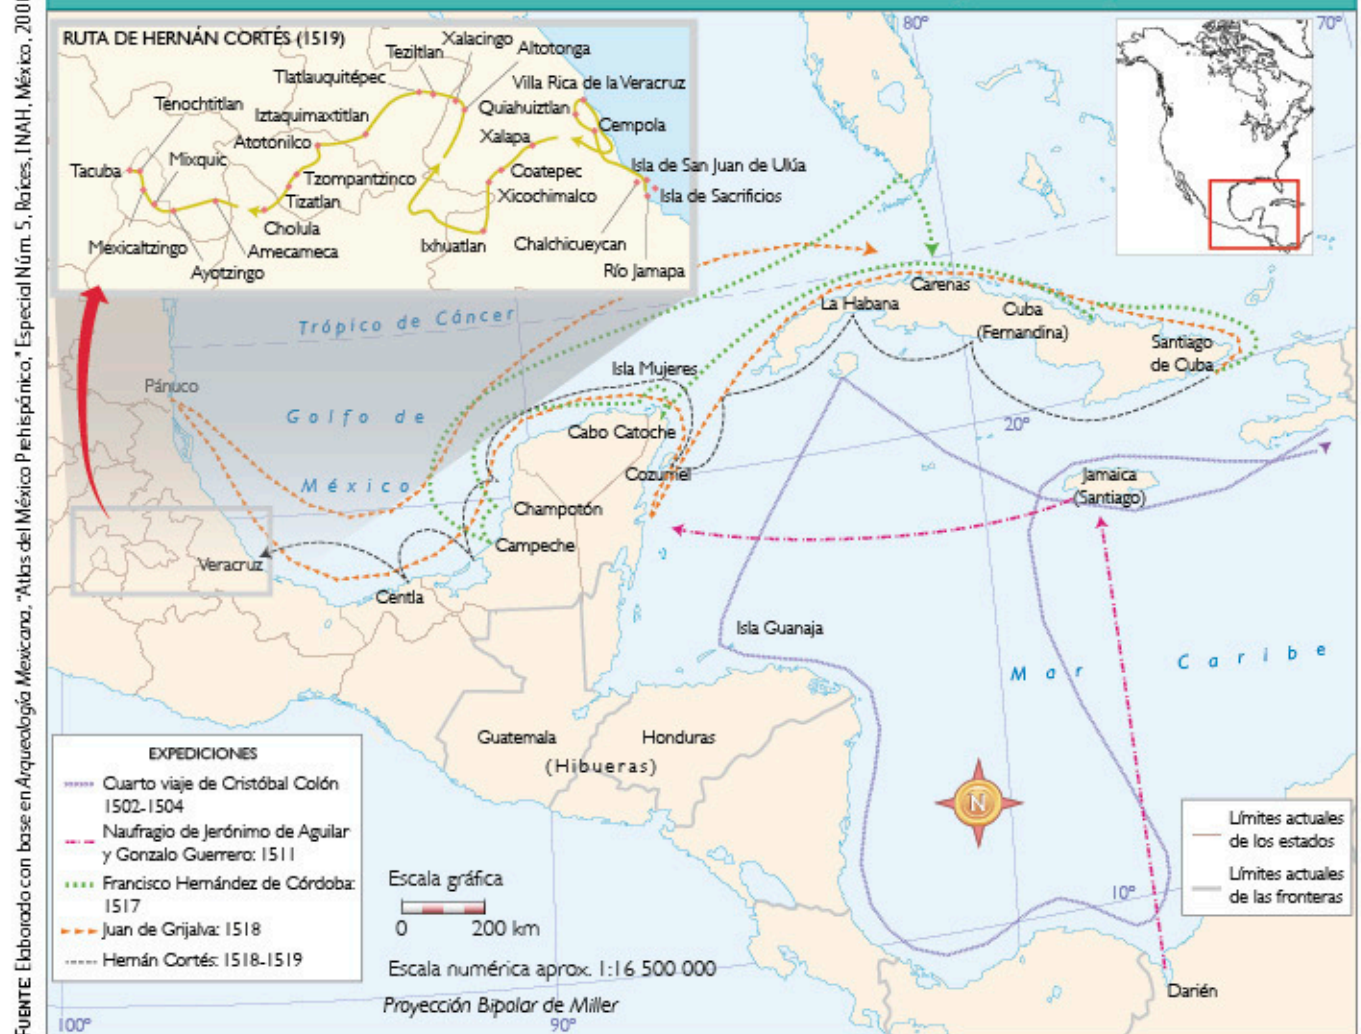 FUENTE Elaborado con base en Arqueología Mexicana, "Atlas del México Prehispánico," Especial Núm. 5, Raíces, INAH, México,
80°
70°
RUTA DE HERNÁN CORTÉS (1519)
Xalacingo
Teziltlan
Altotonga
Tlatlauquitépec
Villa Rica de la Veracruz
Tenochtitlan
Iztaquimaxtitlan
Quiahuiztlan
Cempola
Atotonilco
Xalapa
Mixquic
Tacuba
Tzompantzinco
Coatepec
Isla de San Juan de Ulúa
Tizatlan
Xicochimalco
Isla de Sacrificios
Cholula
Mexicaltzingo
Amecameca
Ixhuatlan
Chalchicueycan
Ayotzingo
Río Jamapa
Trópico de Cáncer
Carenas
La Habana
Cuba
(Fernandina)
Santiago
de Cuba
Isla Mujeres
Pánuco
Golfo de
México
20°
Cabo Catoche
Cozumel
Jamaica
(Santiago)
Champotón
Campeche
Veracruz
Centla
Isla Guanaja
Mar Caribe
Guatemala
Honduras
(Hibueras)
N
EXPEDICIONES
Cuarto viaje de Cristóbal Colón
1502-1504
Naufragio de Jerónimo de Aguilar
y Gonzalo Guerrero: 1511
Francisco Hernández de Córdoba:
1517
Juan de Grijalva: 1518
Hernán Cortés: 1518-1519
Escala gráfica
0 200 km
Escala numérica aprox. 1:16 500 000
Proyección Bipolar de Miller
Límites actuales
de los estados
Límites actuales
de las fronteras
10°
Darién
100°
90°